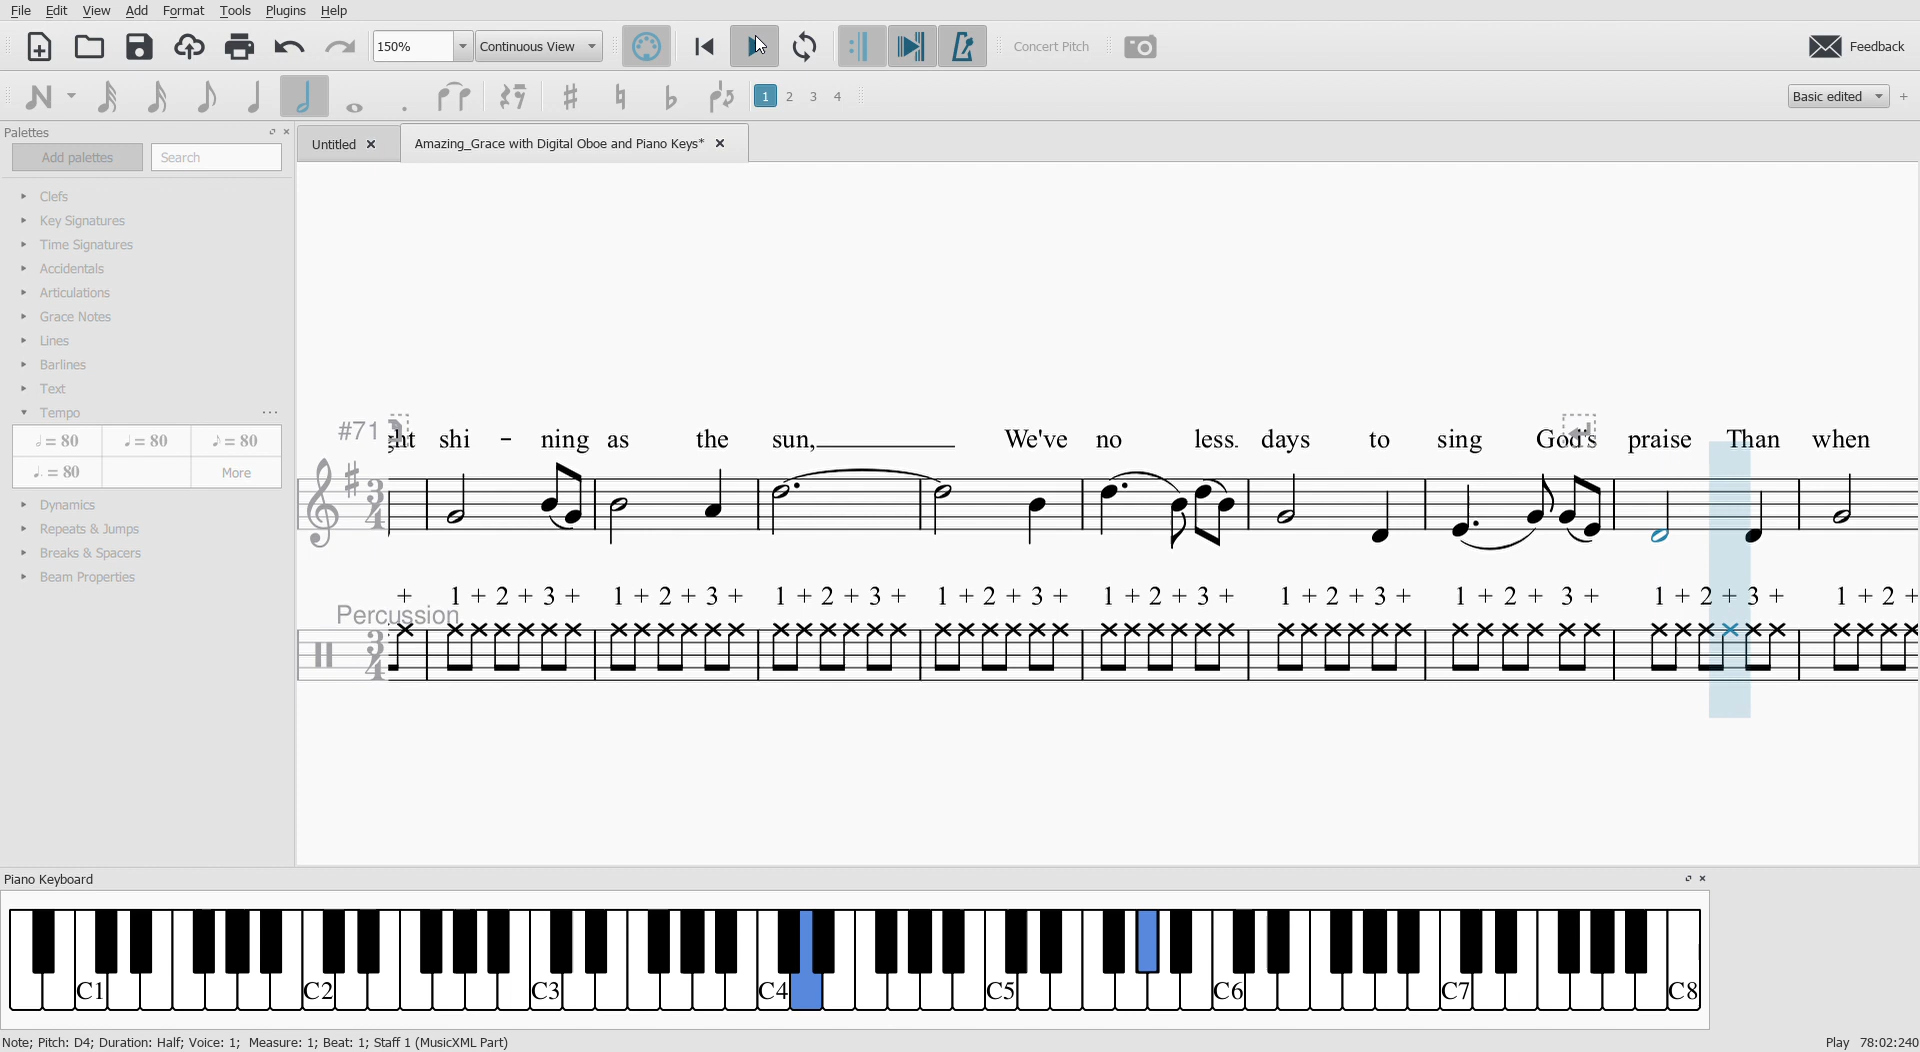 File Edit View Add Format Tools Plugins Help
150% Continuous View Concert Pitch Feedback
1 2 3 4 Basic edited +
Palettes
Add palettes Search
Untitled Amazing_Grace with Digital Oboe and Piano Keys*
Clefs
Key Signatures
Time Signatures
Accidentals
Articulations
Grace Notes
Lines
Barlines
Text
Tempo ...
= 80 = 80 = 80
= 80 More
Dynamics
Repeats & Jumps
Breaks & Spacers
Beam Properties
#71 ght shi - ning as the sun, We've no less. days to sing God's praise Than when
3 4
+ 1 + 2 + 3 + 1 + 2 + 3 + 1 + 2 + 3 + 1 + 2 + 3 + 1 + 2 + 3 + 1 + 2 + 3 + 1 + 2 + 3 + 1 + 2 + 3 + 1 + 2 +
Percussion
3 4
Piano Keyboard
C1 C2 C3 C4 C5 C6 C7 C8
Note; Pitch: D4; Duration: Half; Voice: 1; Measure: 1; Beat: 1; Staff 1 (MusicXML Part) Play 78:02:240